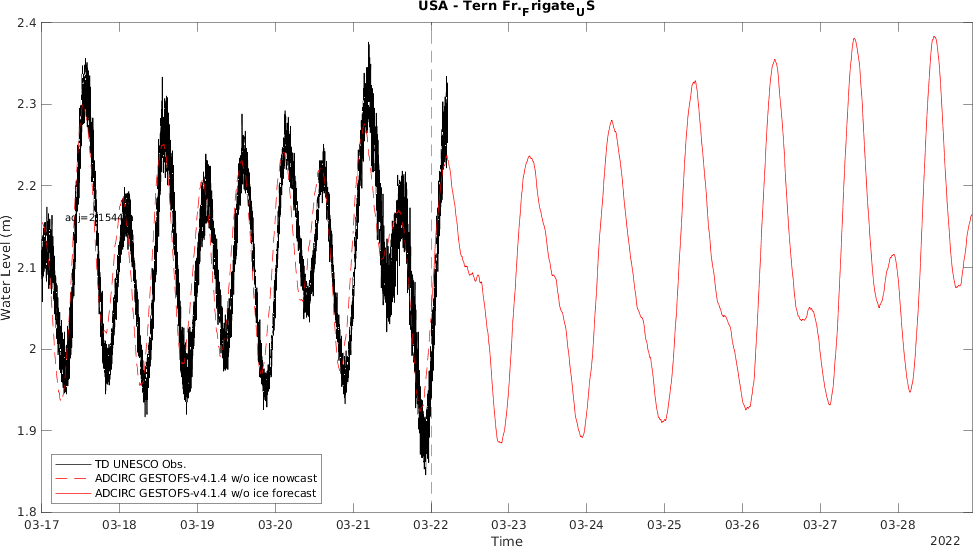 USA - Tern Fr.FrigateUS
2.4
2.3
2.2
2.1
2
1.9
1.8
Water Level (m)
adj=2.1544
TD UNESCO Obs.
ADCIRC GESTOFS-v4.1.4 w/o ice nowcast
ADCIRC GESTOFS-v4.1.4 w/o ice forecast
03-17 03-18 03-19 03-20 03-21 03-22 03-23 03-24 03-25 03-26 03-27 03-28
Time
2022